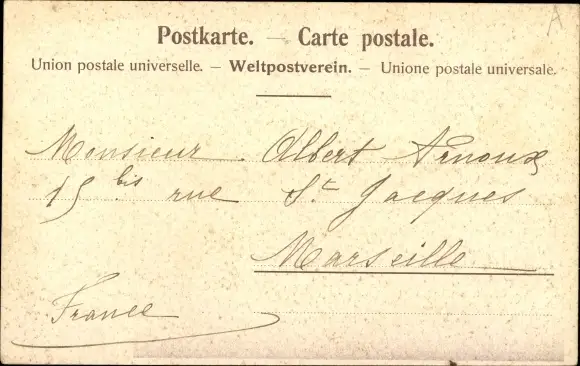 A
Postkarte. — Carte postale.
Union postale universelle. — Weltpostverein. — Unione postale universale.
Monsieur Albert Arnoux
15 bis rue St Jacques
Marseille
France